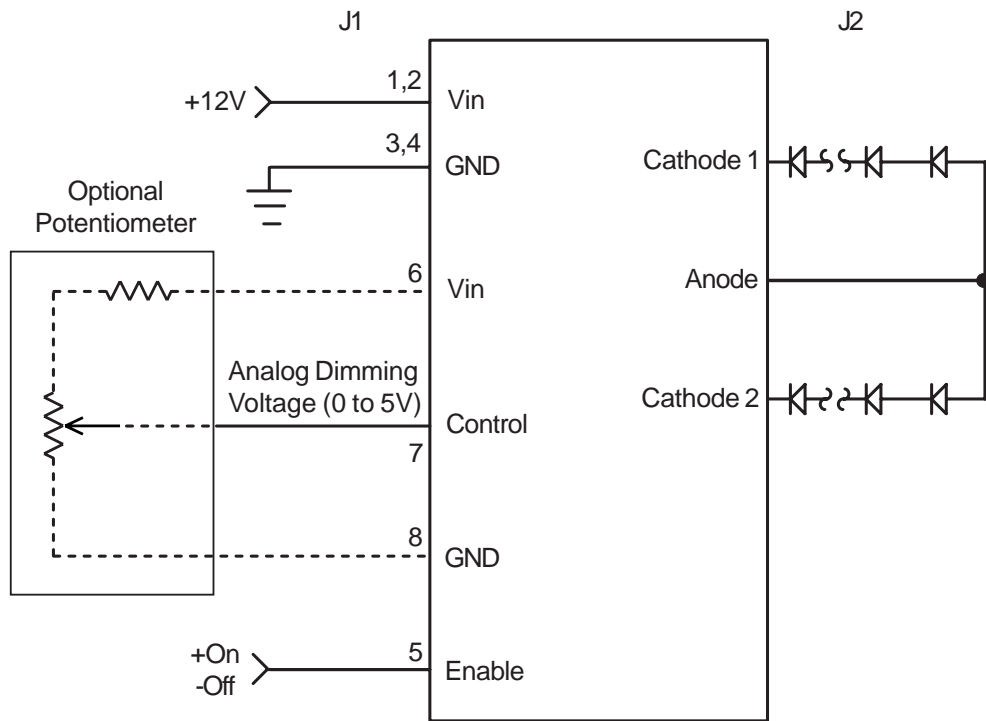 J1
J2
+12V
1,2
Vin
3,4
GND
Cathode 1
Optional
Potentiometer
6
Vin
Anode
Analog Dimming
Voltage (0 to 5V)
Control
7
Cathode 2
8
GND
+On
-Off
5
Enable